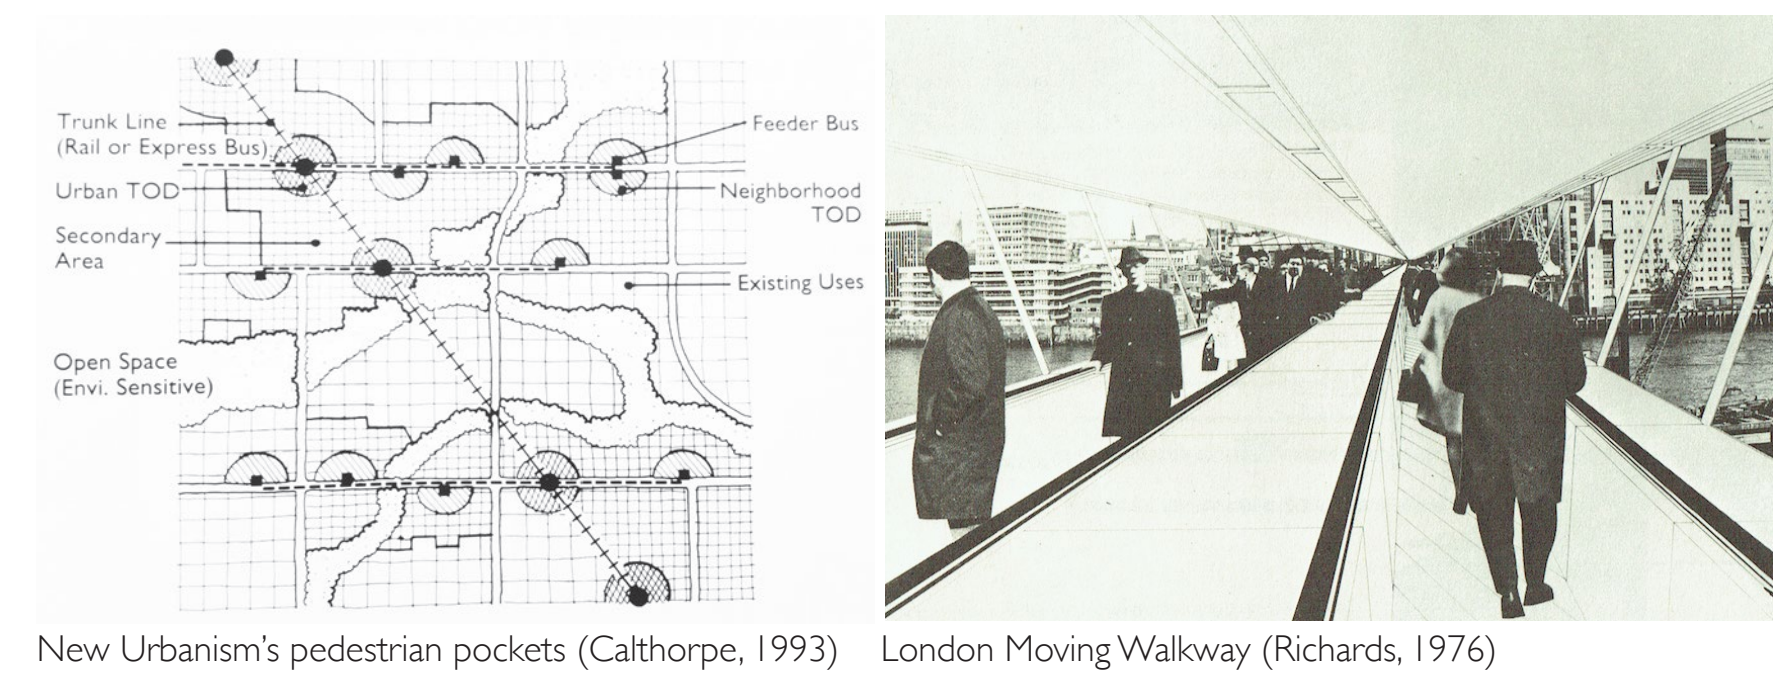 Trunk Line
(Rail or Express Bus)
Urban TOD
Secondary
Area
Open Space
(Envi. Sensitive)
Feeder Bus
Neighborhood
TOD
Existing Uses
New Urbanism's pedestrian pockets (Calthorpe, 1993)
London Moving Walkway (Richards, 1976)